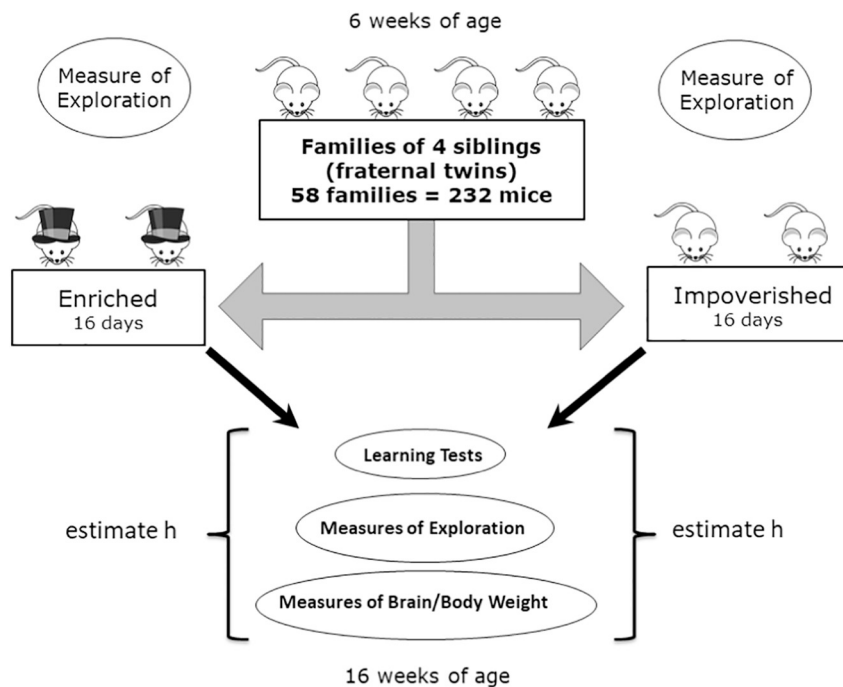 6 weeks of age
Measure of
Exploration
Measure of
Exploration
Families of 4 siblings
(fraternal twins)
58 families = 232 mice
Enriched
16 days
Impoverished
16 days
Learning Tests
Measures of Exploration
Measures of Brain/Body Weight
estimate h
estimate h
16 weeks of age